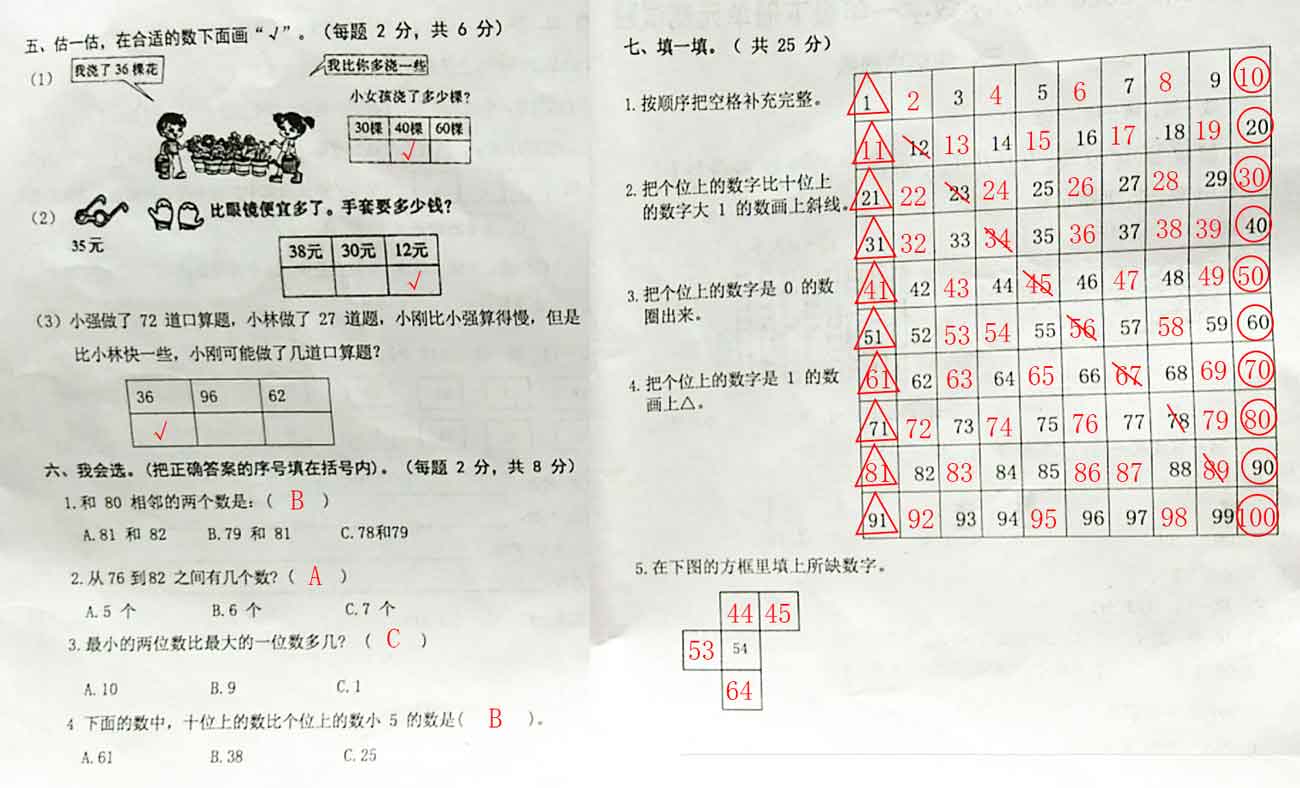 五、估一估，在合适的数下面画“√”。（每题 2 分，共 6 分）
（1）
我浇了36棵花
我比你多浇一些
小女孩浇了多少棵？
30棵 40棵 60棵
√
（2）
比眼镜便宜多了。手套要多少钱？
35元
38元 30元 12元
√
（3）小强做了 72 道口算题，小林做了 27 道题，小刚比小强算得慢，但是
比小林快一些，小刚可能做了几道口算题？
36 96 62
√
六、我会选。（把正确答案的序号填在括号内）。（每题 2 分，共 8 分）
1.和 80 相邻的两个数是：（ B ）
A.81 和 82 B.79 和 81 C.78和79
2.从76到82 之间有几个数？（ A ）
A.5 个 B.6 个 C.7 个
3.最小的两位数比最大的一位数多几？（ C ）
A.10 B.9 C.1
4 下面的数中，十位上的数比个位上的数小 5 的数是（ B ）。
A.61 B.38 C.25
七、填一填。（ 共 25 分）
1.按顺序把空格补充完整。
2.把个位上的数字比十位上
的数字大 1 的数画上斜线。
3.把个位上的数字是 0 的数
圈出来。
4.把个位上的数字是 1 的数
画上△。
1 2 3 4 5 6 7 8 9 10
11 12 13 14 15 16 17 18 19 20
21 22 23 24 25 26 27 28 29 30
31 32 33 34 35 36 37 38 39 40
41 42 43 44 45 46 47 48 49 50
51 52 53 54 55 56 57 58 59 60
61 62 63 64 65 66 67 68 69 70
71 72 73 74 75 76 77 78 79 80
81 82 83 84 85 86 87 88 89 90
91 92 93 94 95 96 97 98 99 100
5.在下图的方框里填上所缺数字。
44 45
53 54
64